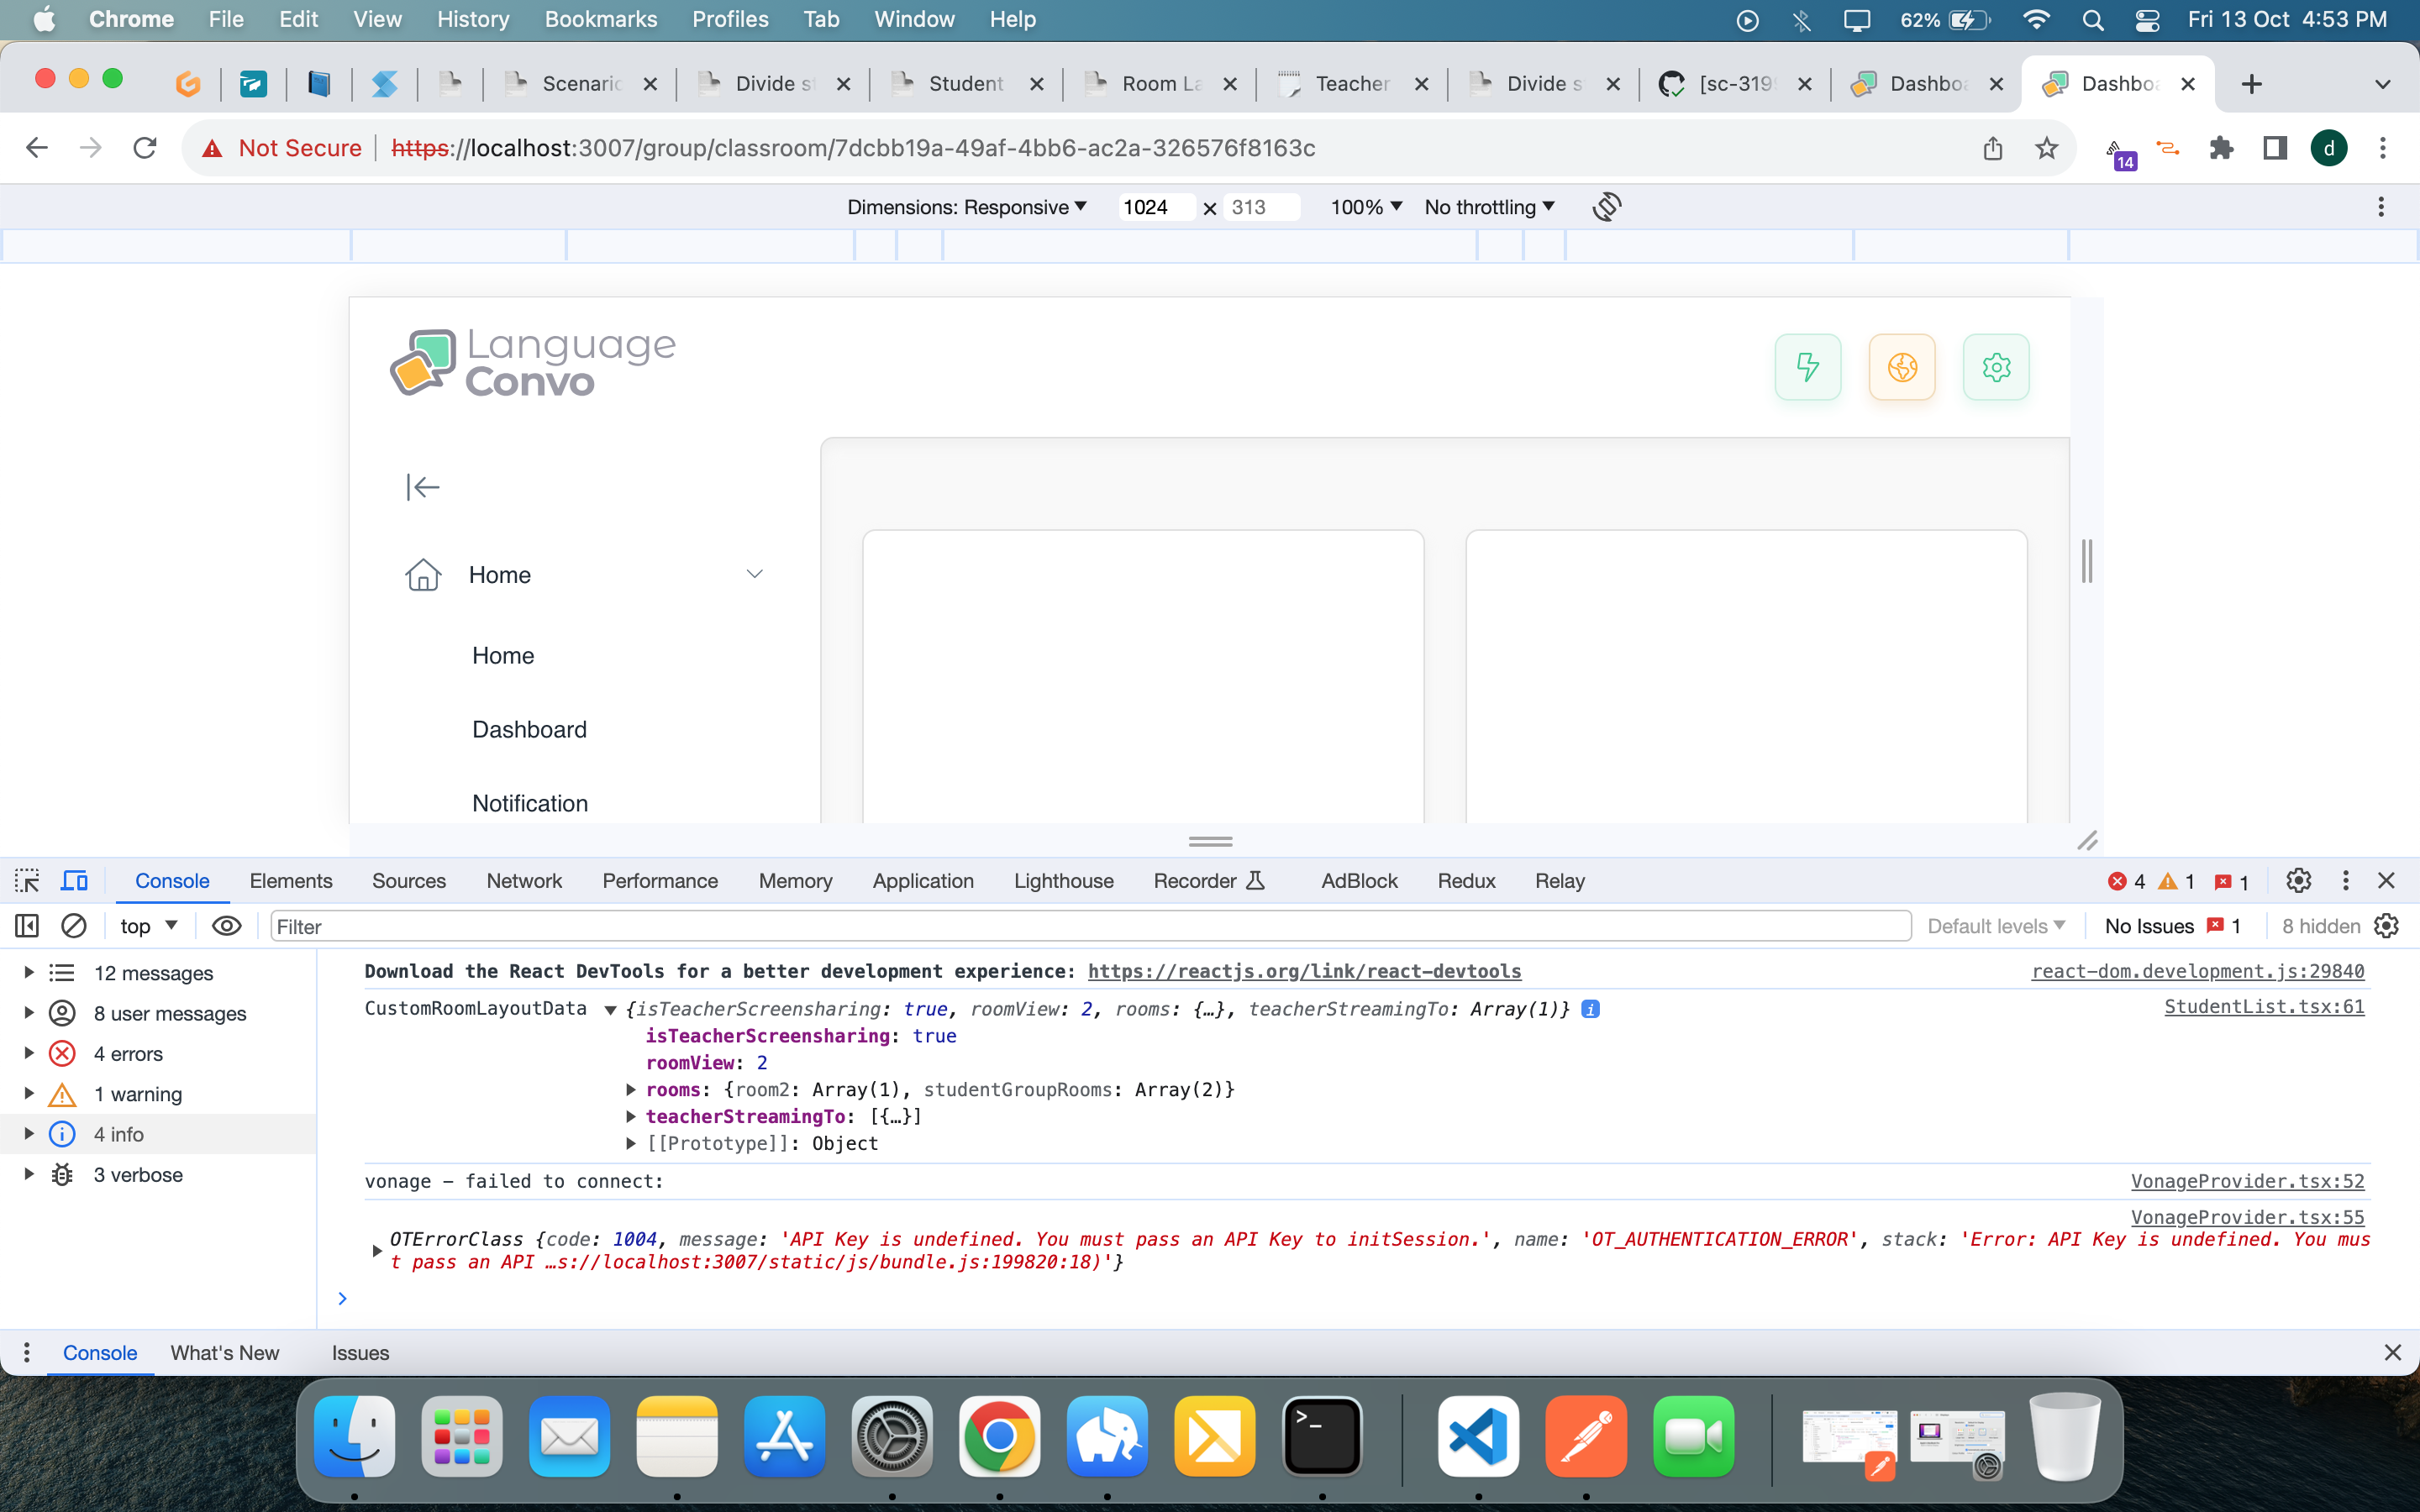 Chrome File Edit View History Bookmarks Profiles Tab Window Help 62% Fri 13 Oct 4:53 PM
Scenario Divide st Student Room La Teacher Divide s [sc-319 Dashboa Dashboa
Not Secure https://localhost:3007/group/classroom/7dcbb19a-49af-4bb6-ac2a-326576f8163c 14 d
Dimensions: Responsive 1024 × 313 100% No throttling
Language
Convo
Home
Home
Dashboard
Notification
Console Elements Sources Network Performance Memory Application Lighthouse Recorder AdBlock Redux Relay 4 1 1
top Filter Default levels No Issues 1 8 hidden
12 messages
8 user messages
4 errors
1 warning
4 info
3 verbose
Download the React DevTools for a better development experience: https://reactjs.org/link/react-devtools react-dom.development.js:29840
CustomRoomLayoutData {isTeacherScreensharing: true, roomView: 2, rooms: {…}, teacherStreamingTo: Array(1)} i StudentList.tsx:61
isTeacherScreensharing: true
roomView: 2
rooms: {room2: Array(1), studentGroupRooms: Array(2)}
teacherStreamingTo: [{…}]
[[Prototype]]: Object
vonage - failed to connect: VonageProvider.tsx:52
VonageProvider.tsx:55
OTErrorClass {code: 1004, message: 'API Key is undefined. You must pass an API Key to initSession.', name: 'OT_AUTHENTICATION_ERROR', stack: 'Error: API Key is undefined. You mus
t pass an API …s://localhost:3007/static/js/bundle.js:199820:18)'}
Console What's New Issues